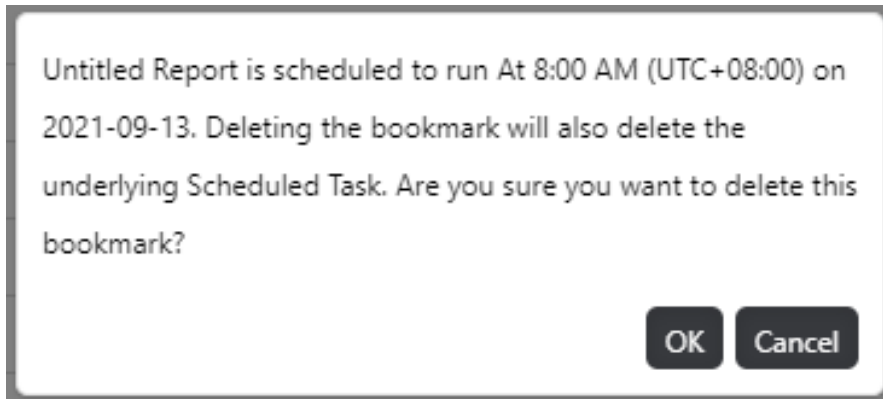 Untitled Report is scheduled to run At 8:00 AM (UTC+08:00) on
2021-09-13. Deleting the bookmark will also delete the
underlying Scheduled Task. Are you sure you want to delete this
bookmark?
OK Cancel